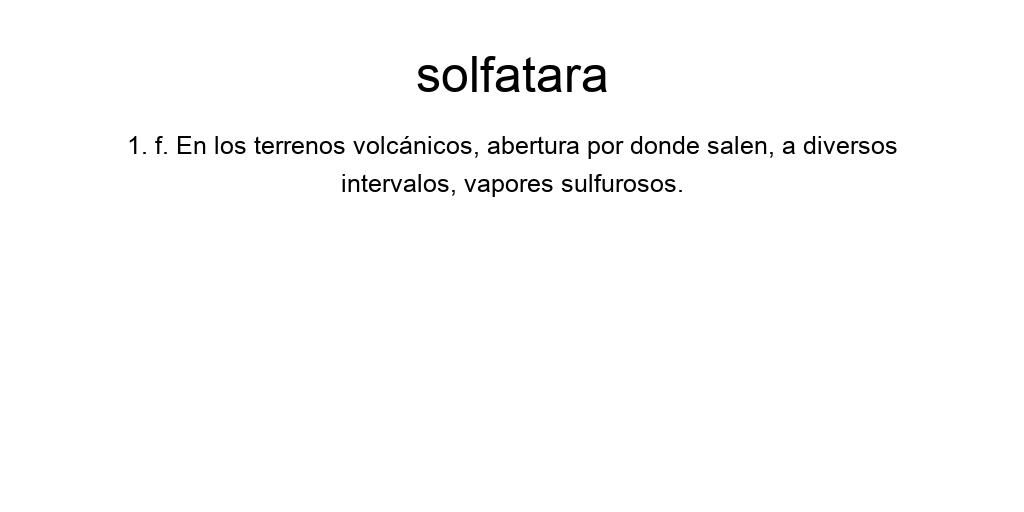 solfatara
1. f. En los terrenos volcánicos, abertura por donde salen, a diversos
intervalos, vapores sulfurosos.